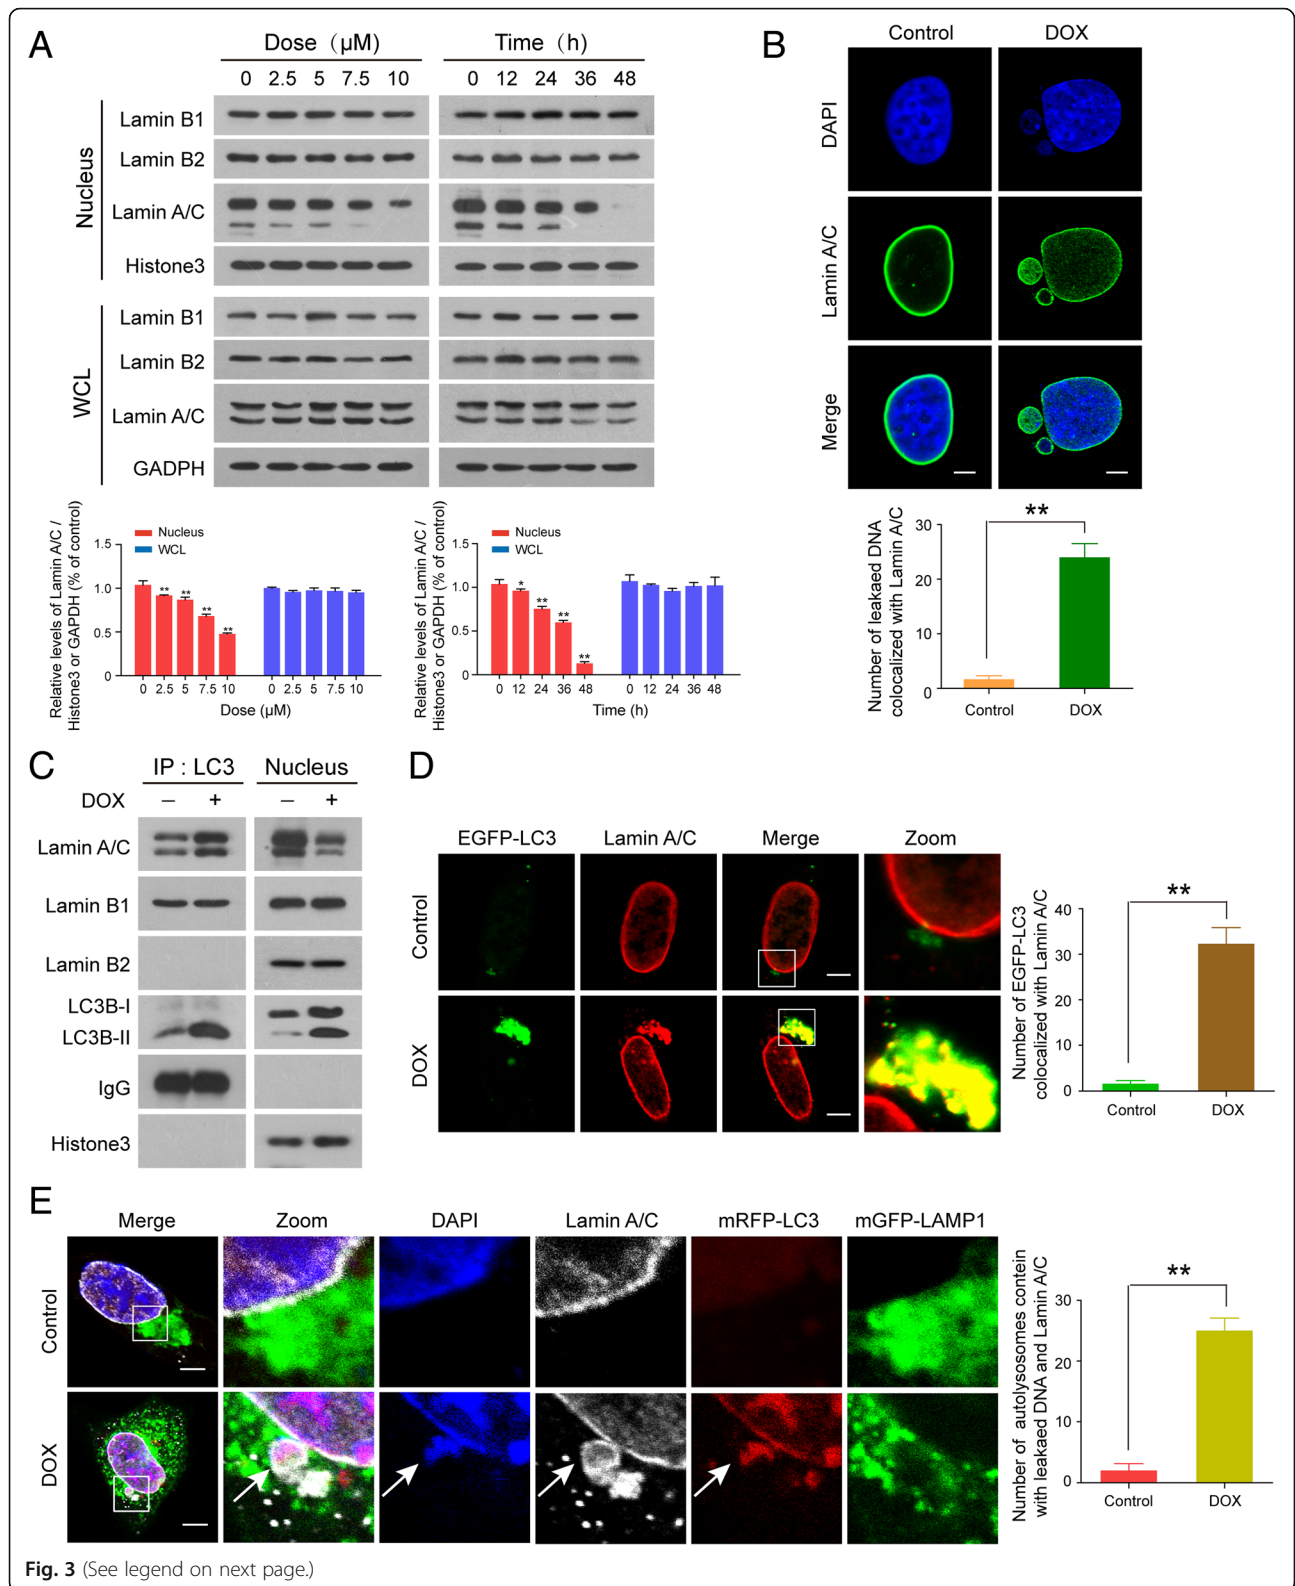 A
Dose (μM)
Time (h)
0 2.5 5 7.5 10
0 12 24 36 48
Nucleus
Lamin B1
Lamin B2
Lamin A/C
Histone3
WCL
Lamin B1
Lamin B2
Lamin A/C
GADPH
Relative levels of Lamin A/C /
Histone3 or GAPDH (% of control)
Nucleus
WCL
1.5
1.0
0.5
0
** ** ** **
0 2.5 5 7.5 10
0 2.5 5 7.5 10
Dose (μM)
Relative levels of Lamin A/C /
Histone3 or GAPDH (% of control)
Nucleus
WCL
1.5
1.0
0.5
0
* ** ** **
0 12 24 36 48
0 12 24 36 48
Time (h)
B
Control
DOX
DAPI
Lamin A/C
Merge
Number of leakaed DNA
colocalized with Lamin A/C
30
20
10
0
**
Control
DOX
C
IP : LC3
Nucleus
DOX
– +
– +
Lamin A/C
Lamin B1
Lamin B2
LC3B-I
LC3B-II
IgG
Histone3
D
EGFP-LC3
Lamin A/C
Merge
Zoom
Control
DOX
Number of EGFP-LC3
colocalized with Lamin A/C
40
30
20
10
0
**
Control
DOX
E
Merge
Zoom
DAPI
Lamin A/C
mRFP-LC3
mGFP-LAMP1
Control
DOX
Number of autolysosomes contein
with leakaed DNA and Lamin A/C
30
20
10
0
**
Control
DOX
Fig. 3 (See legend on next page.)